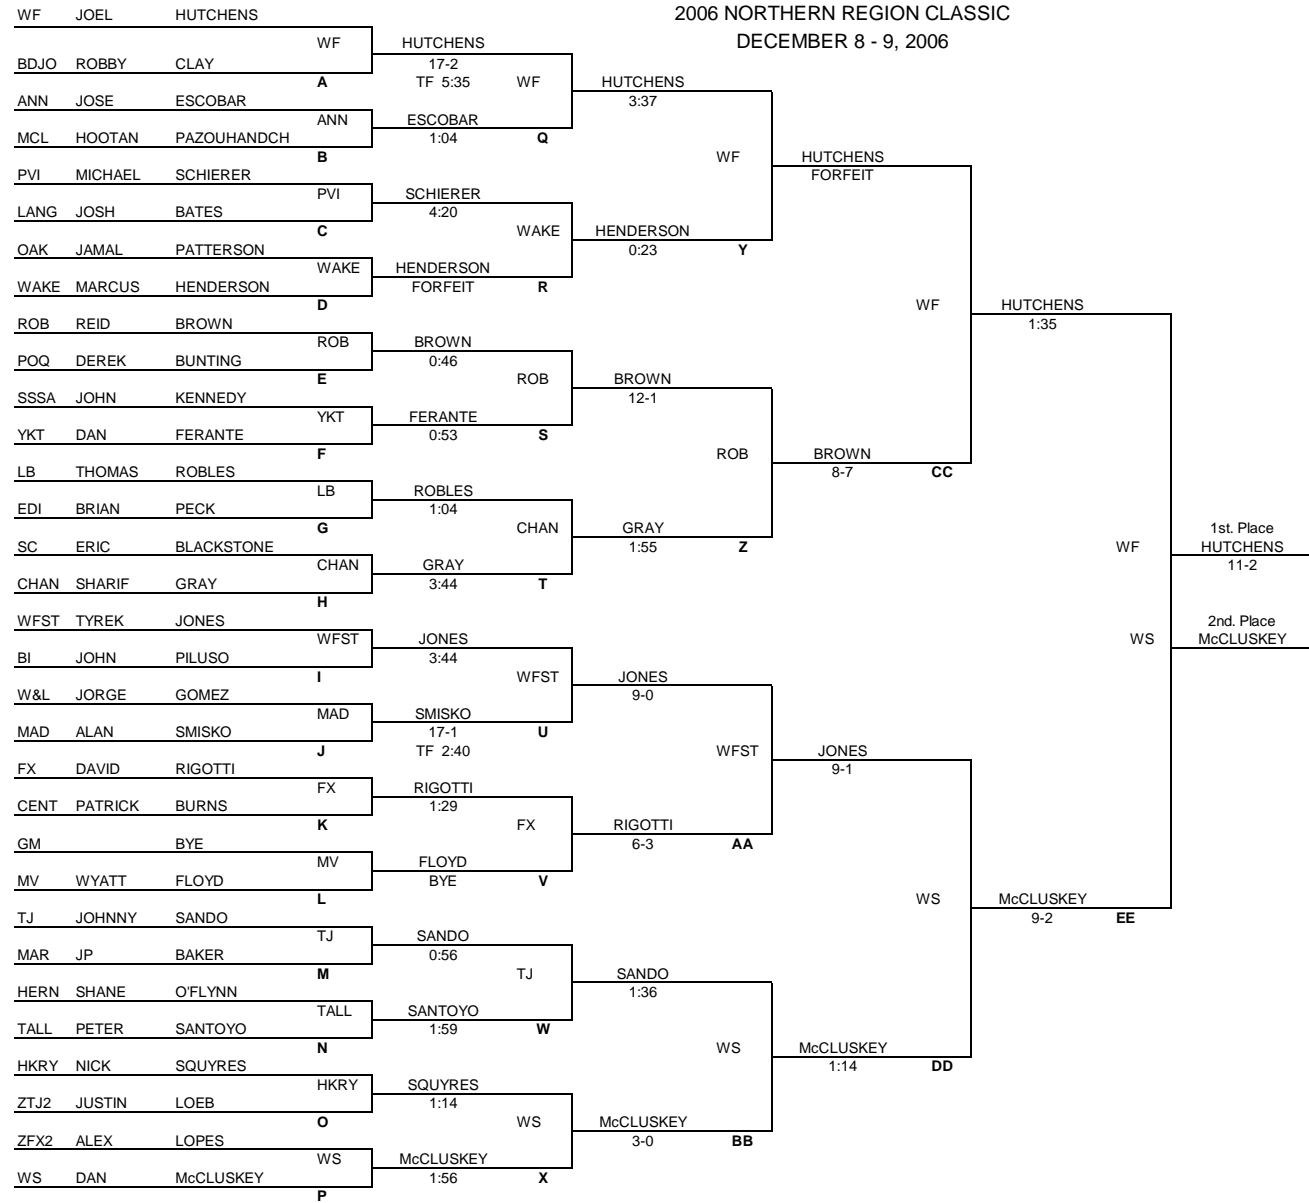 WF JOEL HUTCHENS 2006 NORTHERN REGION CLASSIC
WF HUTCHENS DECEMBER 8 - 9, 2006
BDJO ROBBY CLAY 17-2
A TF 5:35 WF HUTCHENS
ANN JOSE ESCOBAR 3:37
ANN ESCOBAR
MCL HOOTAN PAZOUHANDCH 1:04 Q
B WF HUTCHENS
PVI MICHAEL SCHIERER FORFEIT
PVI SCHIERER
LANG JOSH BATES 4:20
C WAKE HENDERSON
OAK JAMAL PATTERSON 0:23 Y
WAKE HENDERSON
WAKE MARCUS HENDERSON FORFEIT R
D WF HUTCHENS
ROB REID BROWN 1:35
ROB BROWN
POQ DEREK BUNTING 0:46
E ROB BROWN
SSSA JOHN KENNEDY 12-1
YKT FERANTE
YKT DAN FERANTE 0:53 S
F ROB BROWN
LB THOMAS ROBLES 8-7 CC
LB ROBLES
EDI BRIAN PECK 1:04
G CHAN GRAY 1st. Place
SC ERIC BLACKSTONE 1:55 Z WF HUTCHENS
CHAN GRAY 11-2
CHAN SHARIF GRAY 3:44 T
H
WFST TYREK JONES 2nd. Place
WFST JONES WS McCLUSKEY
BI JOHN PILUSO 3:44
I WFST JONES
W&L JORGE GOMEZ 9-0
MAD SMISKO
MAD ALAN SMISKO 17-1 U
J TF 2:40 WFST JONES
FX DAVID RIGOTTI 9-1
FX RIGOTTI
CENT PATRICK BURNS 1:29
K FX RIGOTTI
GM BYE 6-3 AA
MV FLOYD
MV WYATT FLOYD BYE V
L WS McCLUSKEY
TJ JOHNNY SANDO 9-2 EE
TJ SANDO
MAR JP BAKER 0:56
M TJ SANDO
HERN SHANE O'FLYNN 1:36
TALL SANTOYO
TALL PETER SANTOYO 1:59 W
N WS McCLUSKEY
HKRY NICK SQUYRES 1:14 DD
HKRY SQUYRES
ZTJ2 JUSTIN LOEB 1:14
O WS McCLUSKEY
ZFX2 ALEX LOPES 3-0 BB
WS McCLUSKEY
WS DAN McCLUSKEY 1:56 X
P